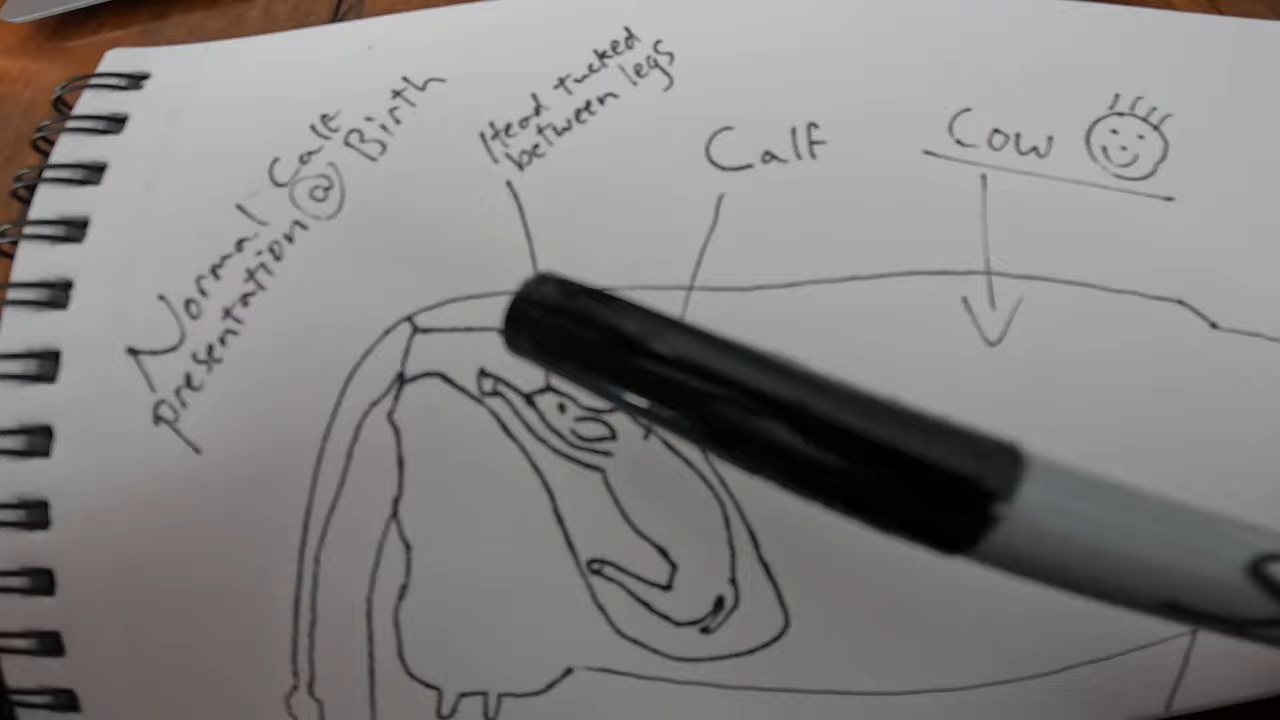 Normal Calf
presentation @ Birth
Head tucked
between legs
Calf
Cow